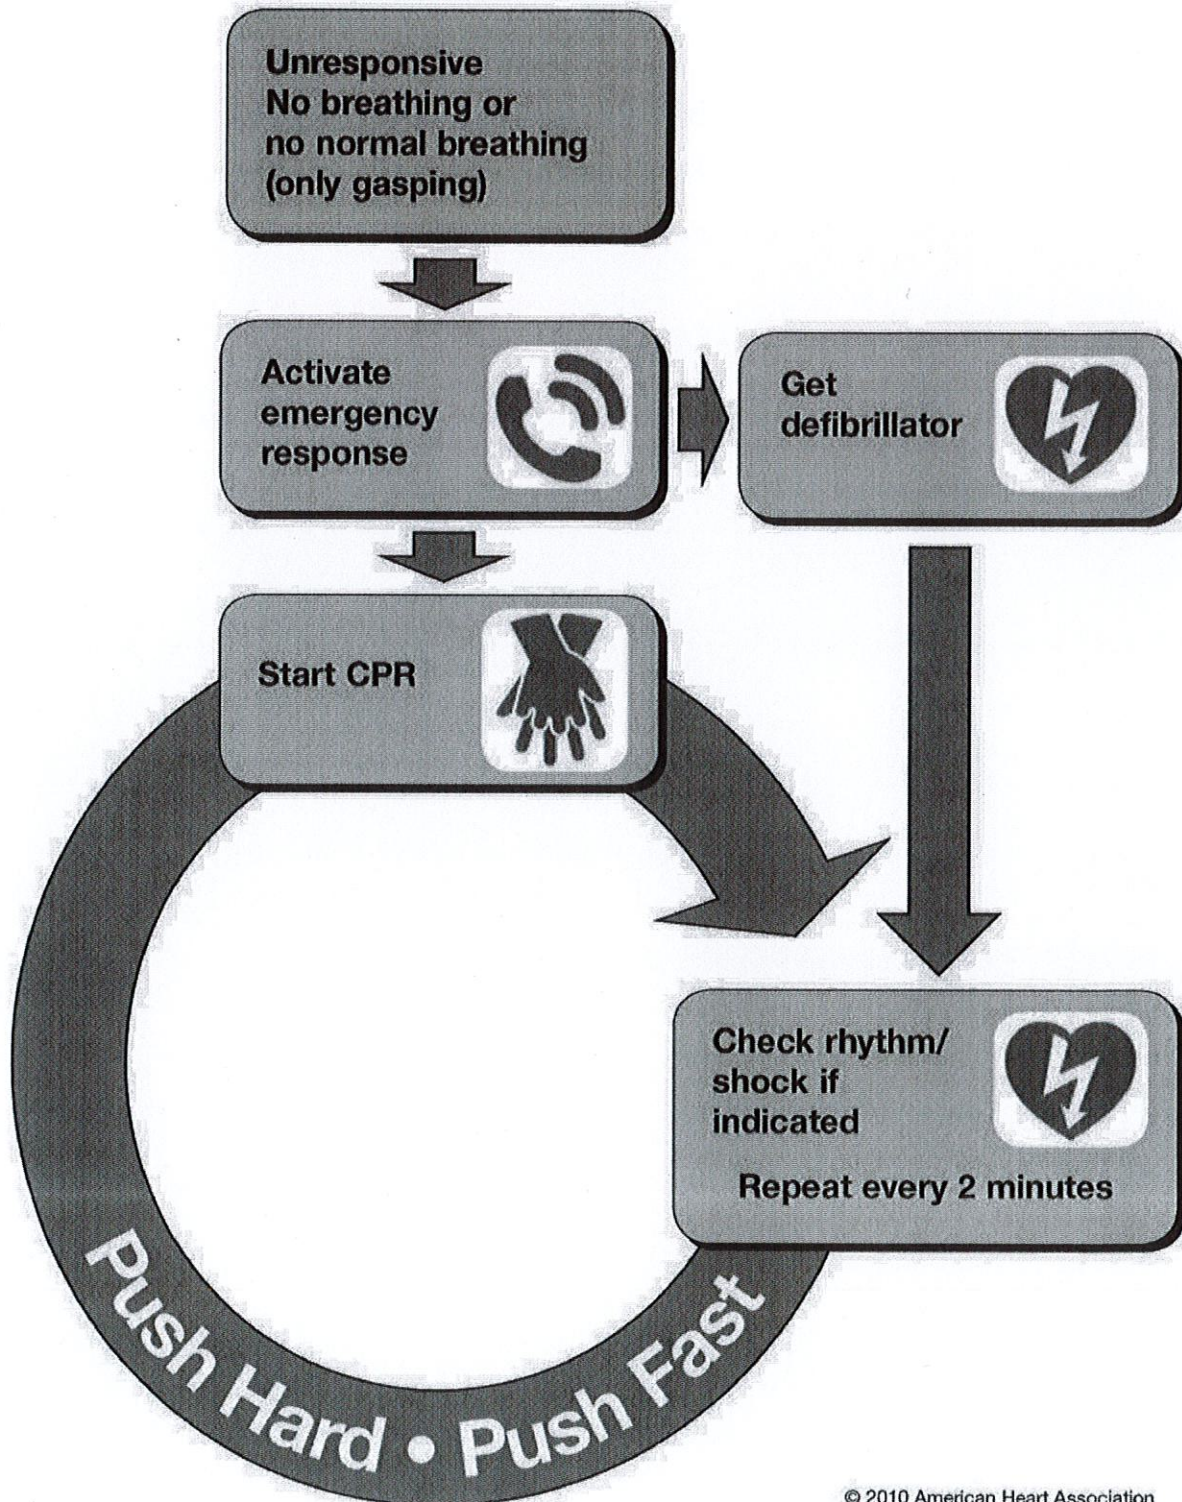 Unresponsive
No breathing or
no normal breathing
(only gasping)
Activate
emergency
response
Get
defibrillator
Start CPR
Check rhythm/
shock if
indicated
Repeat every 2 minutes
Push Hard • Push Fast
© 2010 American Heart Association